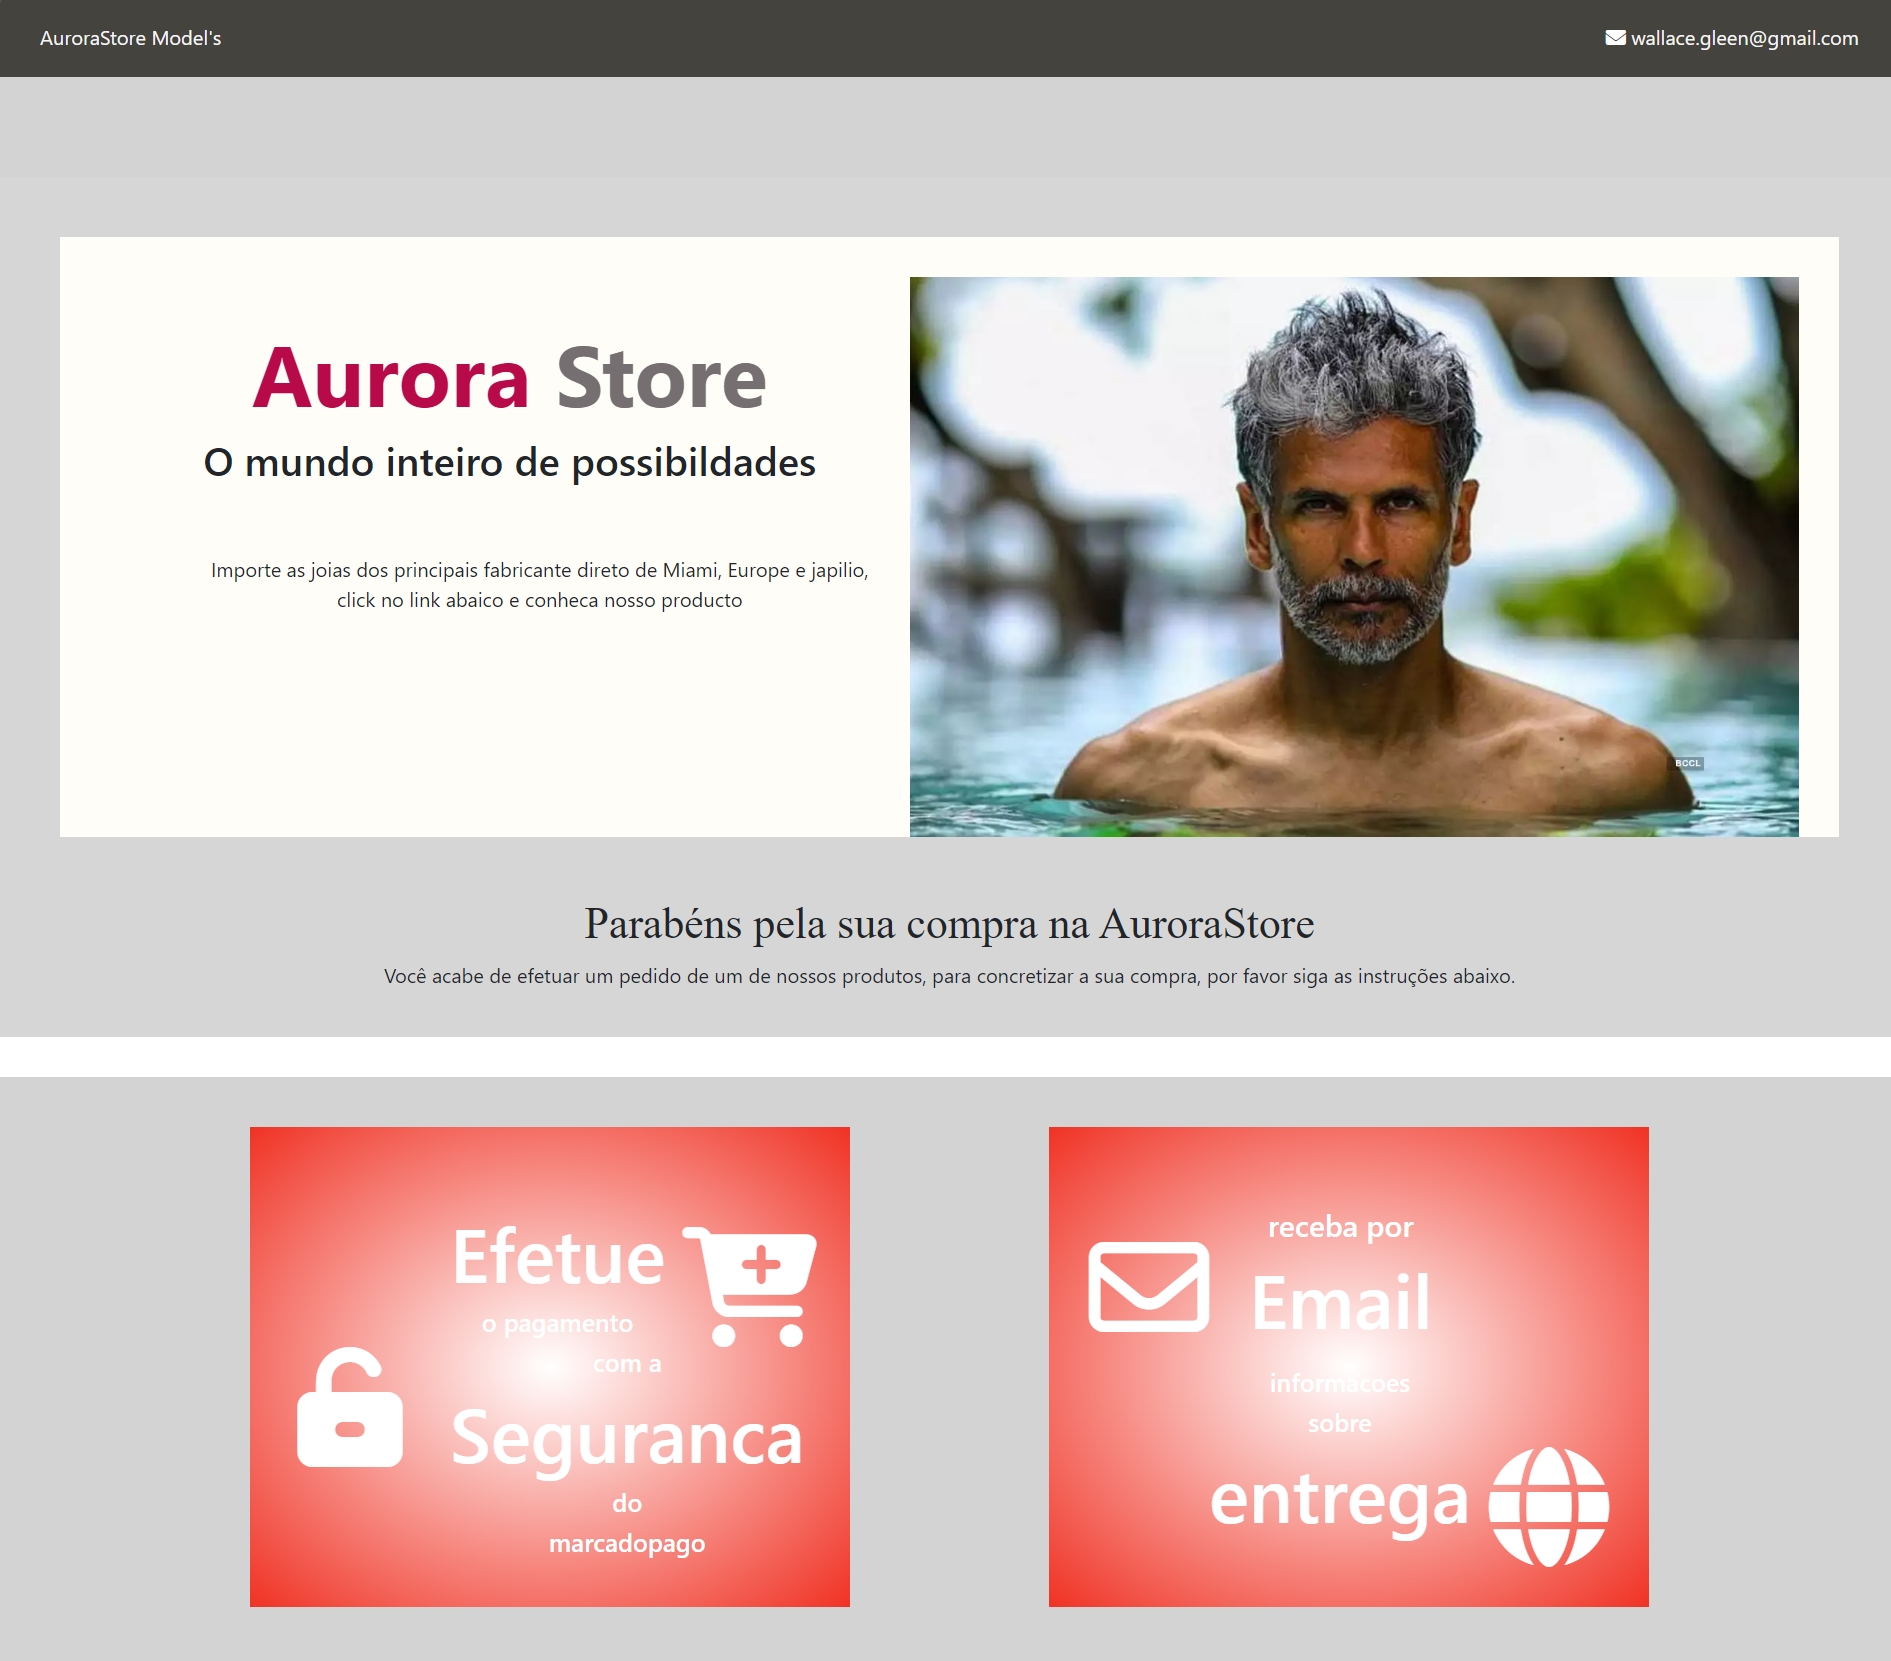 AuroraStore Model's
wallace.gleen@gmail.com
Aurora Store
O mundo inteiro de possibildades
Importe as joias dos principais fabricante direto de Miami, Europe e japilio,
click no link abaico e conheca nosso producto
BCCL
Parabéns pela sua compra na AuroraStore
Você acabe de efetuar um pedido de um de nossos produtos, para concretizar a sua compra, por favor siga as instruções abaixo.
Efetue
o pagamento
com a
Seguranca
do
marcadopago
receba por
Email
informacoes
sobre
entrega